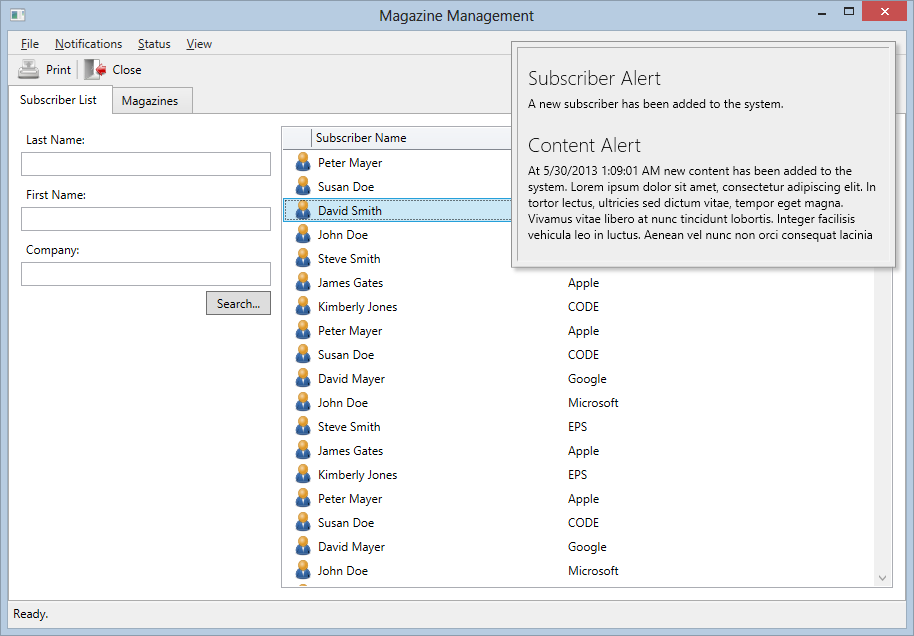 Magazine Management
File Notifications Status View
Print Close
Subscriber List Magazines
Last Name:
First Name:
Company:
Search...
Subscriber Name
Peter Mayer
Susan Doe
David Smith
John Doe
Steve Smith
James Gates Apple
Kimberly Jones CODE
Peter Mayer Apple
Susan Doe CODE
David Mayer Google
John Doe Microsoft
Steve Smith EPS
James Gates Apple
Kimberly Jones EPS
Peter Mayer Apple
Susan Doe CODE
David Mayer Google
John Doe Microsoft
Subscriber Alert
A new subscriber has been added to the system.
Content Alert
At 5/30/2013 1:09:01 AM new content has been added to the
system. Lorem ipsum dolor sit amet, consectetur adipiscing elit. In
tortor lectus, ultricies sed dictum vitae, tempor eget magna.
Vivamus vitae libero at nunc tincidunt lobortis. Integer facilisis
vehicula leo in luctus. Aenean vel nunc non orci consequat lacinia
Ready.